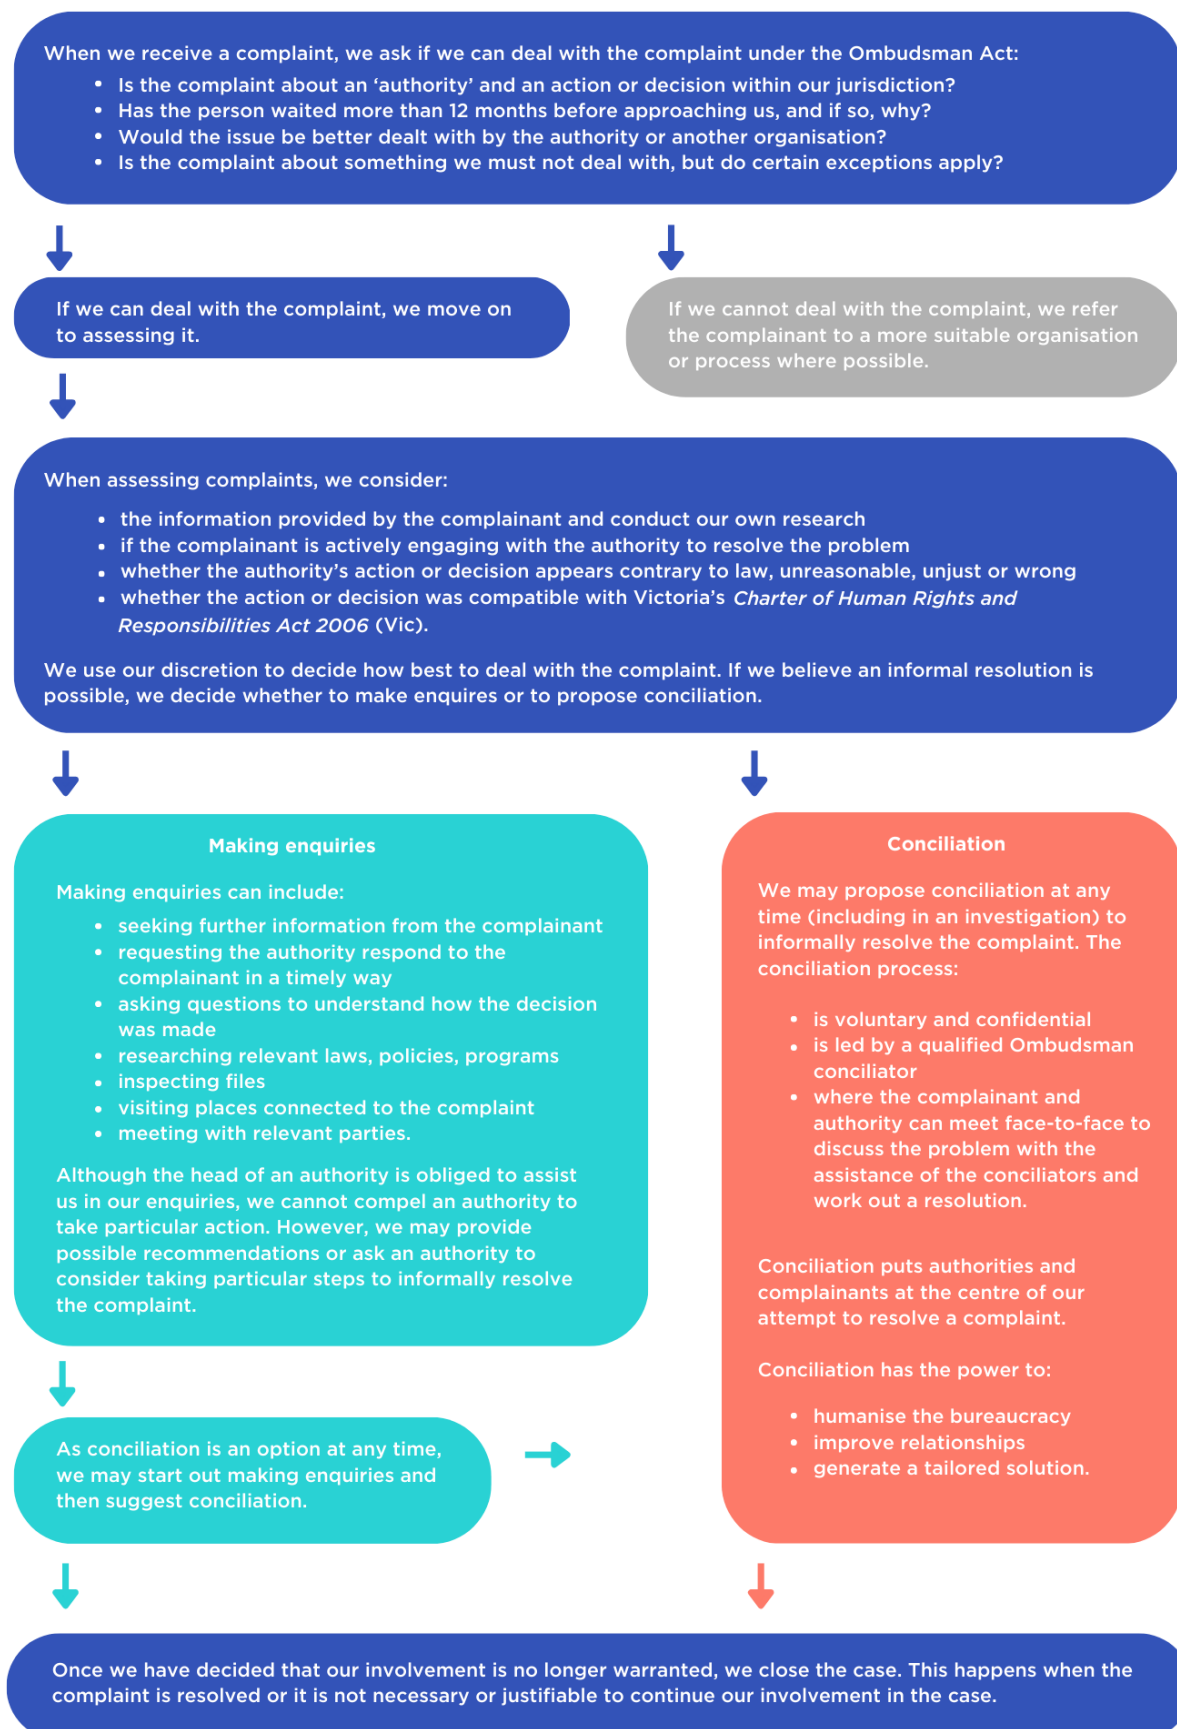 When we receive a complaint, we ask if we can deal with the complaint under the Ombudsman Act:
• Is the complaint about an ‘authority’ and an action or decision within our jurisdiction?
• Has the person waited more than 12 months before approaching us, and if so, why?
• Would the issue be better dealt with by the authority or another organisation?
• Is the complaint about something we must not deal with, but do certain exceptions apply?
If we can deal with the complaint, we move on
to assessing it.
If we cannot deal with the complaint, we refer
the complainant to a more suitable organisation
or process where possible.
When assessing complaints, we consider:
• the information provided by the complainant and conduct our own research
• if the complainant is actively engaging with the authority to resolve the problem
• whether the authority’s action or decision appears contrary to law, unreasonable, unjust or wrong
• whether the action or decision was compatible with Victoria’s Charter of Human Rights and
Responsibilities Act 2006 (Vic).
We use our discretion to decide how best to deal with the complaint. If we believe an informal resolution is
possible, we decide whether to make enquires or to propose conciliation.
Making enquiries
Making enquiries can include:
• seeking further information from the complainant
• requesting the authority respond to the
complainant in a timely way
• asking questions to understand how the decision
was made
• researching relevant laws, policies, programs
• inspecting files
• visiting places connected to the complaint
• meeting with relevant parties.
Although the head of an authority is obliged to assist
us in our enquiries, we cannot compel an authority to
take particular action. However, we may provide
possible recommendations or ask an authority to
consider taking particular steps to informally resolve
the complaint.
As conciliation is an option at any time,
we may start out making enquiries and
then suggest conciliation.
Conciliation
We may propose conciliation at any
time (including in an investigation) to
informally resolve the complaint. The
conciliation process:
• is voluntary and confidential
• is led by a qualified Ombudsman
conciliator
• where the complainant and
authority can meet face-to-face to
discuss the problem with the
assistance of the conciliators and
work out a resolution.
Conciliation puts authorities and
complainants at the centre of our
attempt to resolve a complaint.
Conciliation has the power to:
• humanise the bureaucracy
• improve relationships
• generate a tailored solution.
Once we have decided that our involvement is no longer warranted, we close the case. This happens when the
complaint is resolved or it is not necessary or justifiable to continue our involvement in the case.